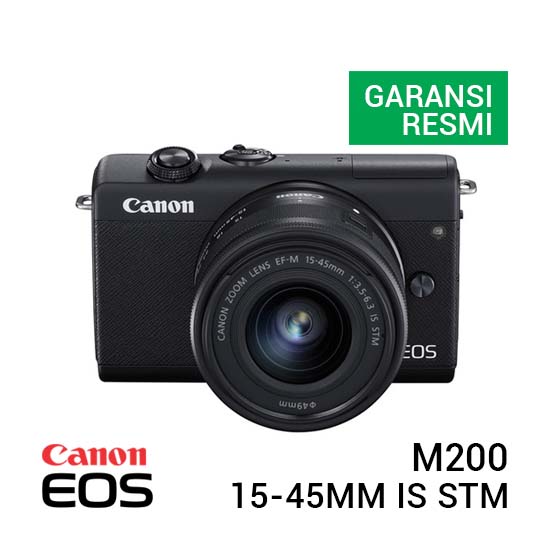 GARANSI
RESMI
Canon
CANON ZOOM LENS EF-M 15-45mm 1:3.5-6.3 IS STM
Φ49mm
EOS
Canon
EOS
M200
15-45MM IS STM